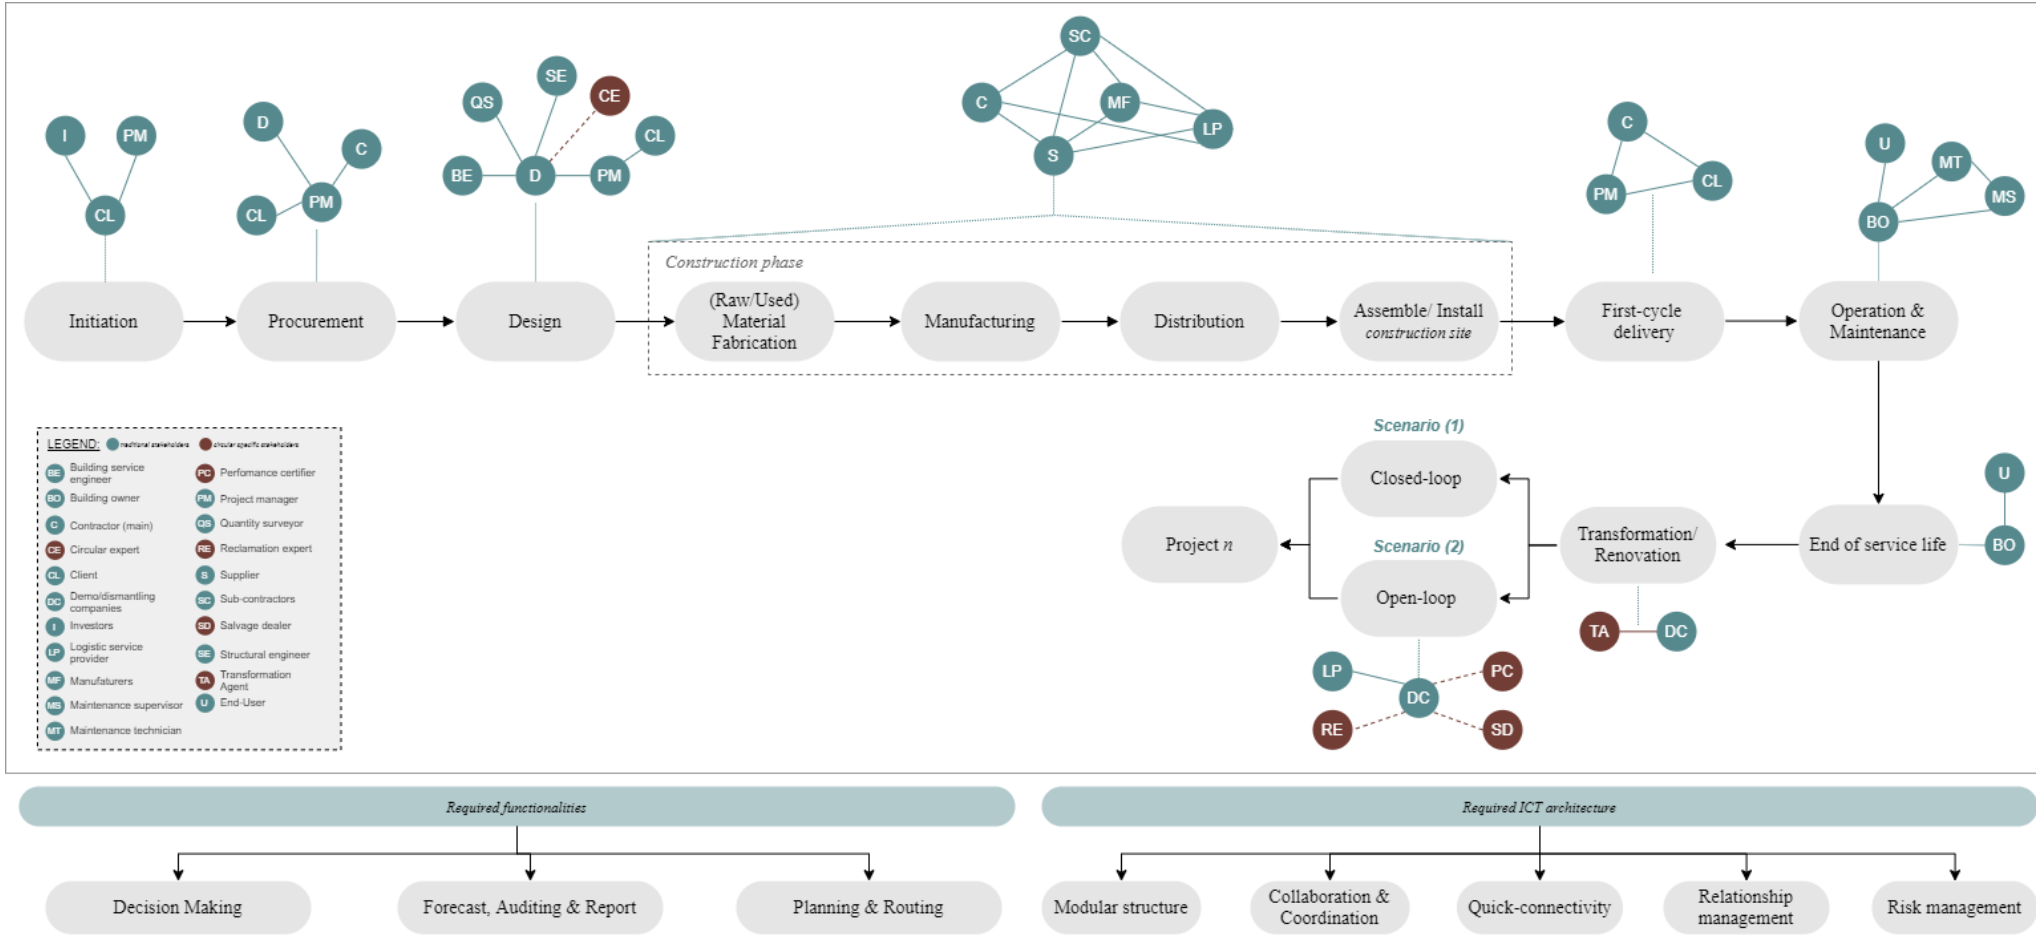 SC
SE
CE
QS
C
MF
I
PM
D
C
CL
LP
C
U
MT
S
BE
D
PM
CL
PM
MS
CL
CL
PM
BO
Construction phase
Initiation
Procurement
Design
(Raw/Used)
Material
Fabrication
Manufacturing
Distribution
Assemble/ Install
construction site
First-cycle
delivery
Operation &
Maintenance
LEGEND:
traditional stakeholders
circular specific stakeholders
BE Building service
engineer
BO Building owner
C Contractor (main)
CE Circular expert
CL Client
DC Demo/dismantling
companies
I Investors
LP Logistic service
provider
MF Manufaturers
MS Maintenance supervisor
MT Maintenance technician
PC Perfomance certifier
PM Project manager
QS Quantity surveyor
RE Reclamation expert
S Supplier
SC Sub-contractors
SD Salvage dealer
SE Structural engineer
TA Transformation
Agent
U End-User
Scenario (1)
Closed-loop
Project n
Scenario (2)
Open-loop
Transformation/
Renovation
End of service life
U
BO
TA
DC
LP
PC
DC
RE
SD
Required functionalities
Decision Making
Forecast, Auditing & Report
Planning & Routing
Required ICT architecture
Modular structure
Collaboration &
Coordination
Quick-connectivity
Relationship
management
Risk management